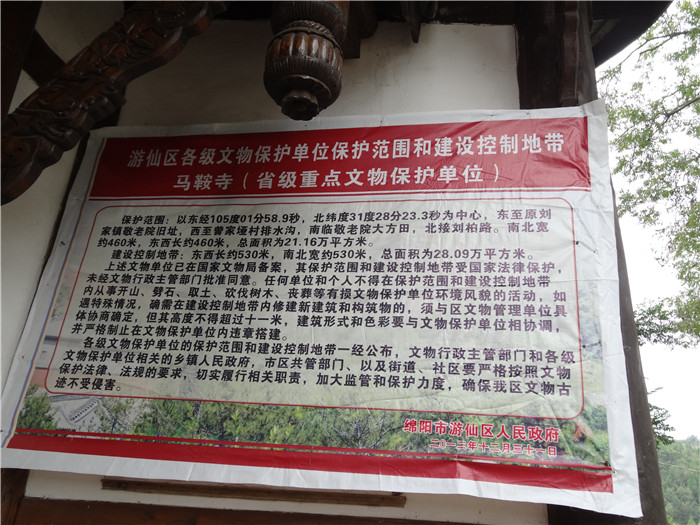 游仙区各级文物保护单位保护范围和建设控制地带
马鞍寺（省级重点文物保护单位）
保护范围：以东经105度01分58.9秒，北纬度31度28分23.3秒为中心，东至原刘
家镇敬老院旧址，西至曾家垭村排水沟，南临敬老院大方田，北接刘柏路。南北宽
约460米，东西长约460米，总面积为21.16万平方米。
建设控制地带：东西长约530米，南北宽约530米，总面积为28.09万平方米。
上述文物单位已在国家文物局备案，其保护范围和建设控制地带受国家法律保护，
未经文物行政主管部门批准同意。任何单位和个人不得在保护范围和建设控制地带
内从事开山、劈石、取土、砍伐树木、丧葬等有损文物保护单位环境风貌的活动，如
遇特殊情况，确需在建设控制地带内修建新建筑和构筑物的，须与区文物管理单位具
体协商确定，但其高度不得超过十一米，建筑形式和色彩要与文物保护单位相协调，
并严格制止在文物保护单位内违章搭建。
各级文物保护单位的保护范围和建设控制地带一经公布，文物行政主管部门和各级
文物保护单位相关的乡镇人民政府，市区共管部门、以及街道、社区要严格按照文物
保护法律、法规的要求，切实履行相关职责，加大监管和保护力度，确保我区文物古
迹不受侵害。
绵阳市游仙区人民政府
二〇一三年十二月三十一日